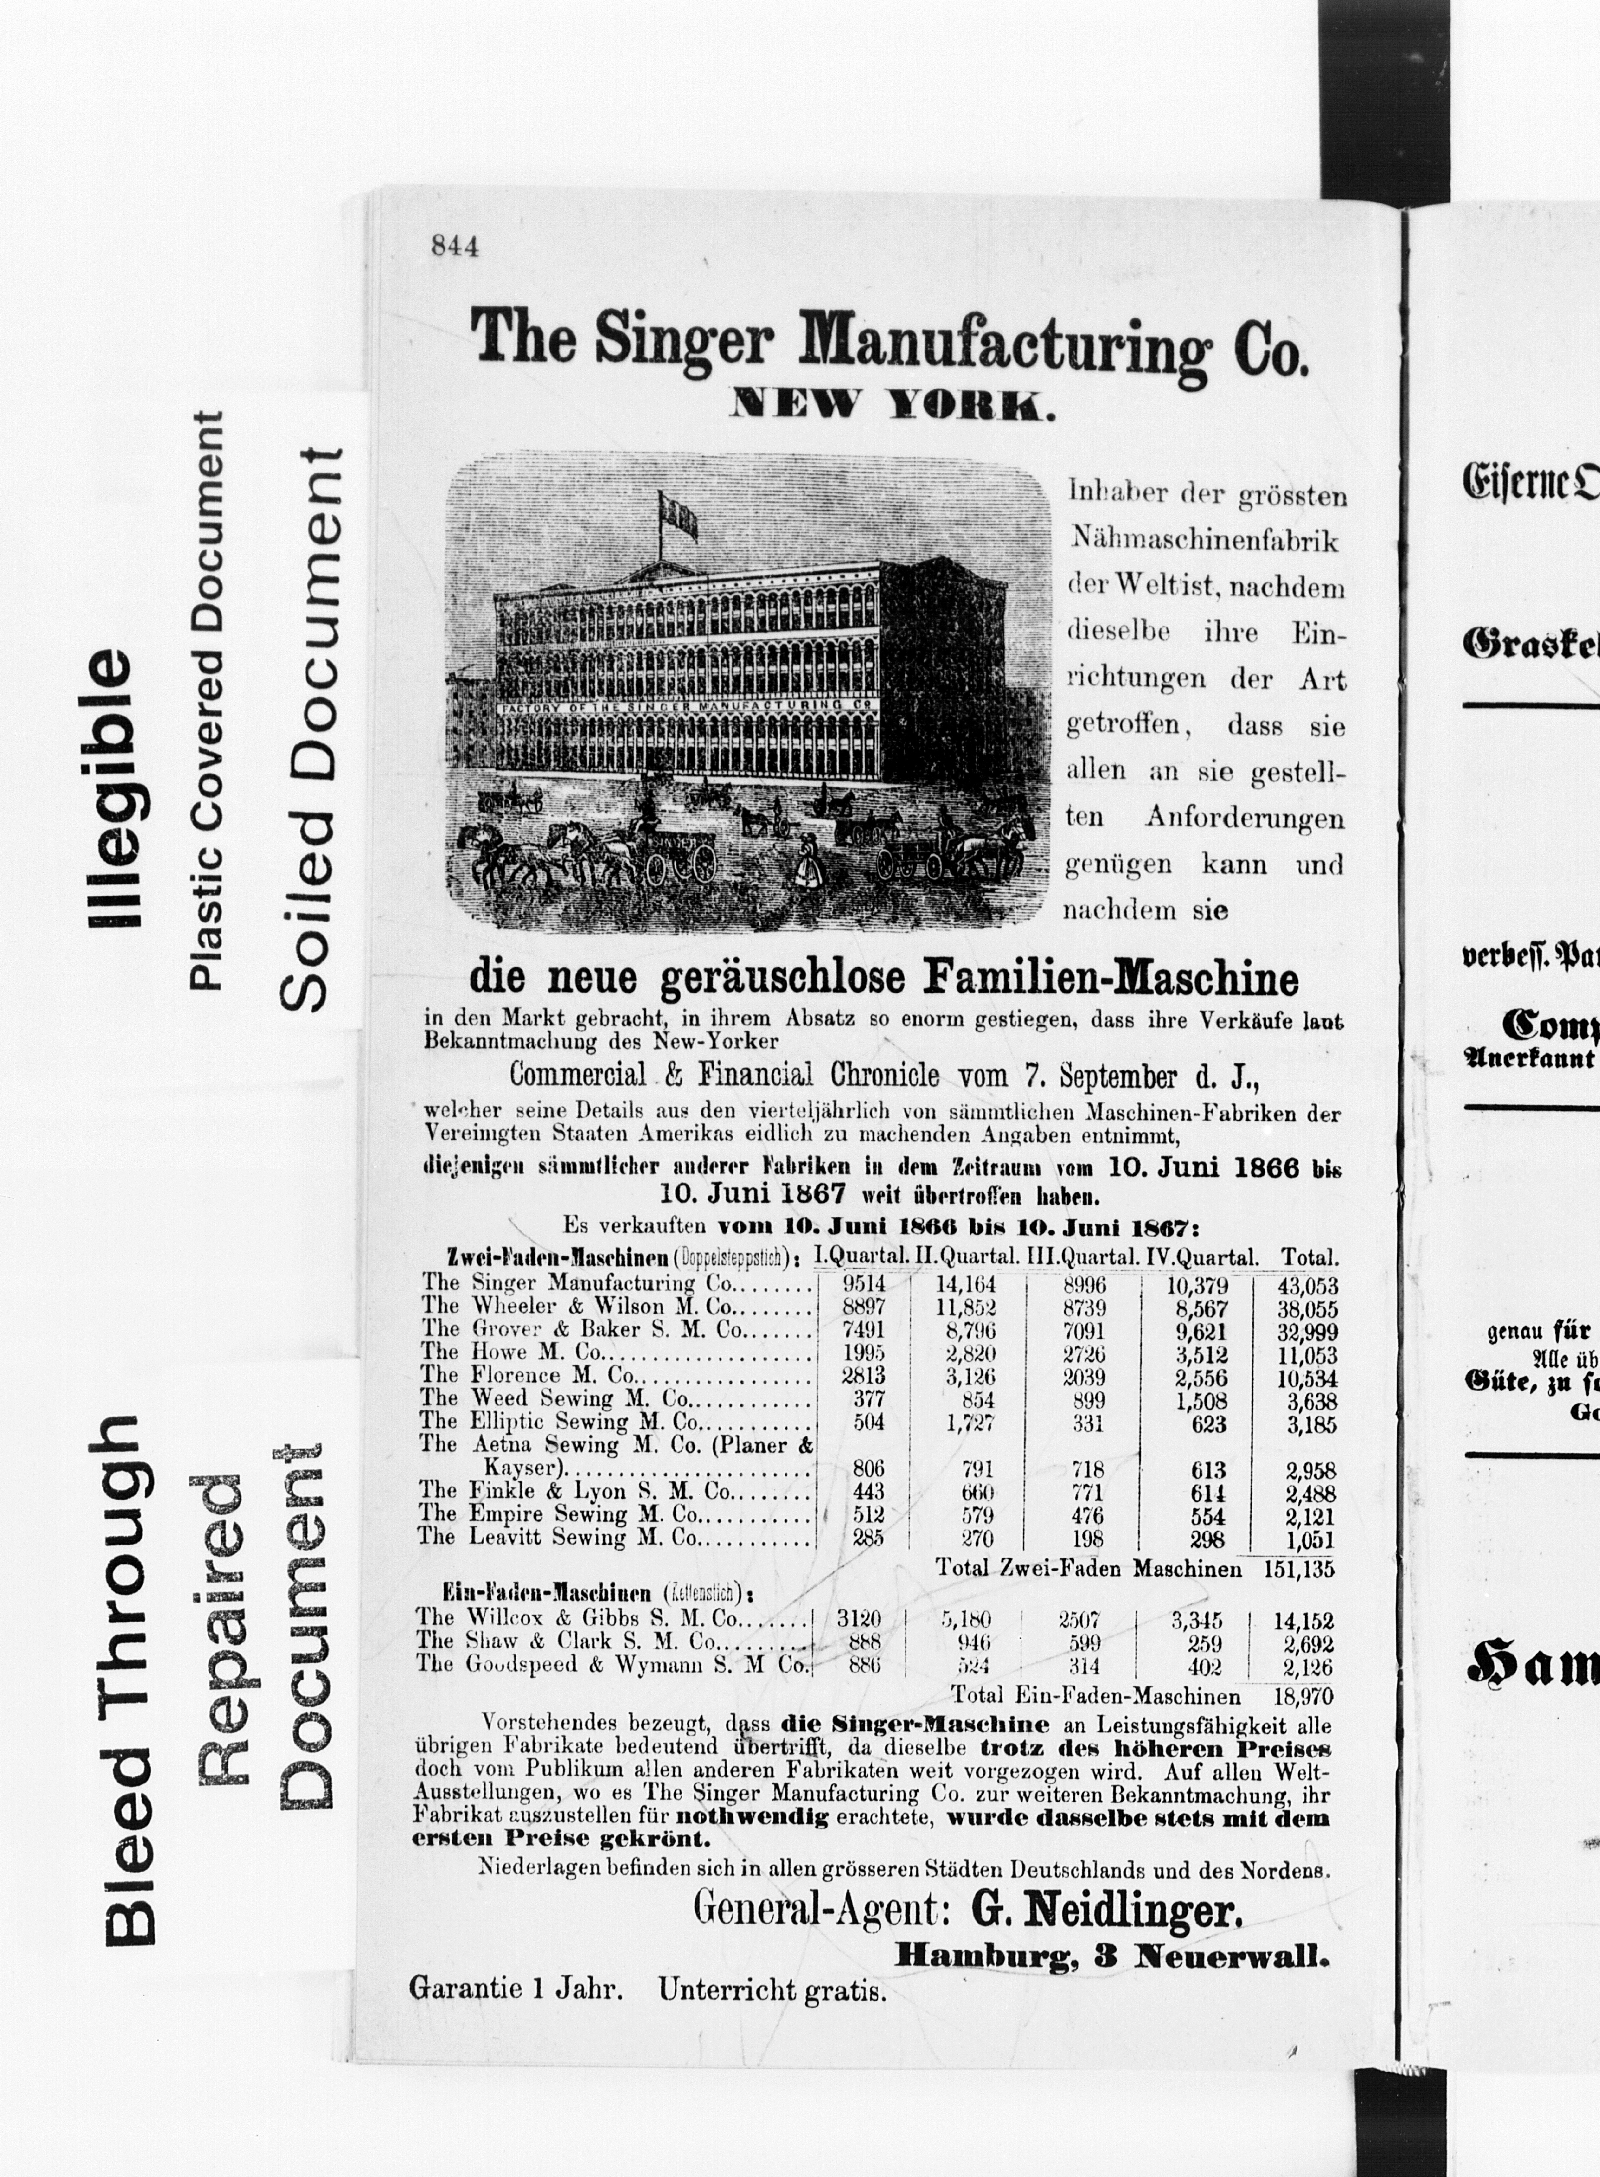 Illegible
Plastic Covered Document
Soiled Document
Bleed Through
Repaired
Document
844
The Singer Manufacturing Co.
NEW YORK.
FACTORY OF THE SINGER MANUFACTURING CO
Inhaber der grössten
Nähmaschinenfabrik
der Welt ist, nachdem
dieselbe ihre Ein-
richtungen der Art
getroffen, dass sie
allen an sie gestell-
ten Anforderungen
genügen kann und
nachdem sie
die neue geräuschlose Familien-Maschine
in den Markt gebracht, in ihrem Absatz so enorm gestiegen, dass ihre Verkäufe laut
Bekanntmachung des New-Yorker
Commercial & Financial Chronicle vom 7. September d. J.,
welcher seine Details aus den vierteljährlich von sämmtlichen Maschinen-Fabriken der
Vereinigten Staaten Amerikas eidlich zu machenden Angaben entnimmt,
diejenigen sämmtlicher anderer Fabriken in dem Zeitraum vom 10. Juni 1866 bis
10. Juni 1867 weit übertroffen haben.
Es verkauften vom 10. Juni 1866 bis 10. Juni 1867:
Zwei-Faden-Maschinen (Doppelsteppstich): I.Quartal. II.Quartal. III.Quartal. IV.Quartal. Total.
The Singer Manufacturing Co........ 9514 14,164 8996 10,379 43,053
The Wheeler & Wilson M. Co........ 8897 11,852 8739 8,567 38,055
The Grover & Baker S. M. Co....... 7491 8,796 7091 9,621 32,999
The Howe M. Co.................... 1995 2,820 2726 3,512 11,053
The Florence M. Co................. 2813 3,126 2039 2,556 10,534
The Weed Sewing M. Co............ 377 854 899 1,508 3,638
The Elliptic Sewing M. Co........... 504 1,727 331 623 3,185
The Aetna Sewing M. Co. (Planer &
Kayser)....................... 806 791 718 613 2,958
The Finkle & Lyon S. M. Co........ 443 660 771 614 2,488
The Empire Sewing M. Co........... 512 579 476 554 2,121
The Leavitt Sewing M. Co........... 285 270 198 298 1,051
Total Zwei-Faden Maschinen 151,135
Ein-Faden-Maschinen (Kettenstich):
The Willcox & Gibbs S. M. Co....... 3120 5,180 2507 3,345 14,152
The Shaw & Clark S. M. Co......... 888 946 599 259 2,692
The Goodspeed & Wymann S. M Co. 886 524 314 402 2,126
Total Ein-Faden-Maschinen 18,970
Vorstehendes bezeugt, dass die Singer-Maschine an Leistungsfähigkeit alle
übrigen Fabrikate bedeutend übertrifft, da dieselbe trotz des höheren Preises
doch vom Publikum allen anderen Fabrikaten weit vorgezogen wird. Auf allen Welt-
Ausstellungen, wo es The Singer Manufacturing Co. zur weiteren Bekanntmachung, ihr
Fabrikat auszustellen für nothwendig erachtete, wurde dasselbe stets mit dem
ersten Preise gekrönt.
Niederlagen befinden sich in allen grösseren Städten Deutschlands und des Nordens.
General-Agent: G. Neidlinger.
Hamburg, 3 Neuerwall.
Garantie 1 Jahr. Unterricht gratis.
Eiserne
verbess.
Anerkannt
genau für
Alle
Güte, zu